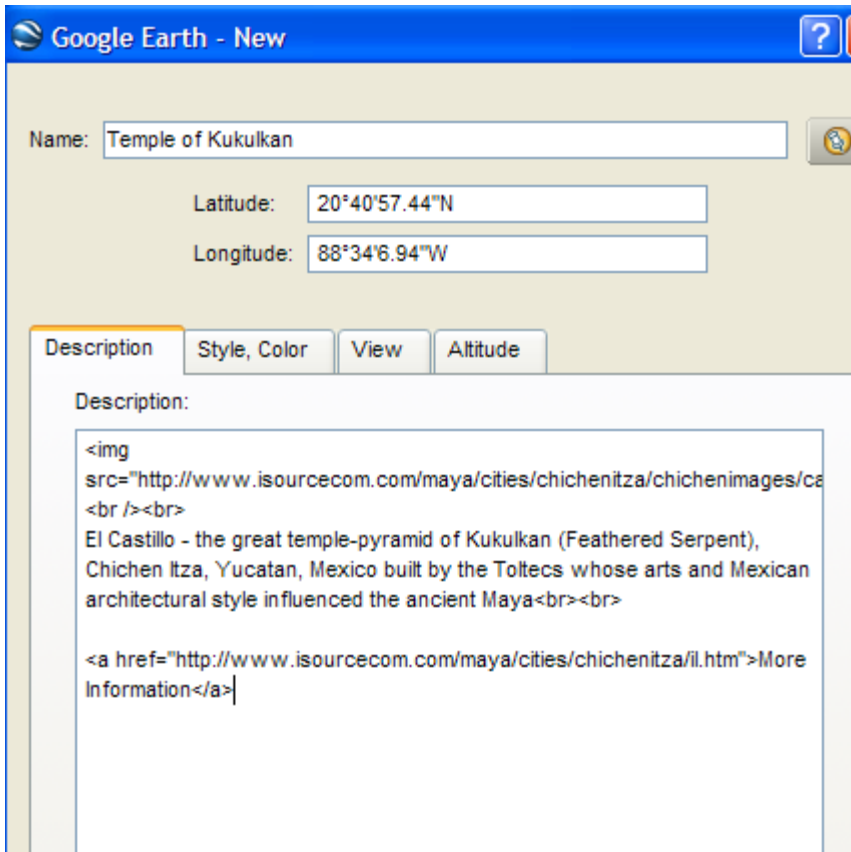 Google Earth - New
Name: Temple of Kukulkan
Latitude: 20°40'57.44"N
Longitude: 88°34'6.94"W
Description Style, Color View Altitude
Description:
<img
src="http://www.isourcecom.com/maya/cities/chichenitza/chichenimages/ca
<br /><br>
El Castillo - the great temple-pyramid of Kukulkan (Feathered Serpent),
Chichen Itza, Yucatan, Mexico built by the Toltecs whose arts and Mexican
architectural style influenced the ancient Maya<br><br>
<a href="http://www.isourcecom.com/maya/cities/chichenitza/il.htm">More
Information</a>